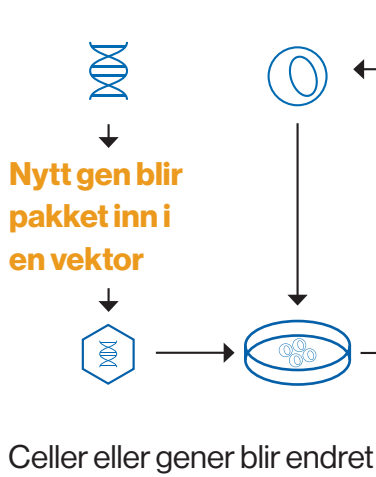 Nytt gen blir
pakket inn i
en vektor
Celler eller gener blir endret